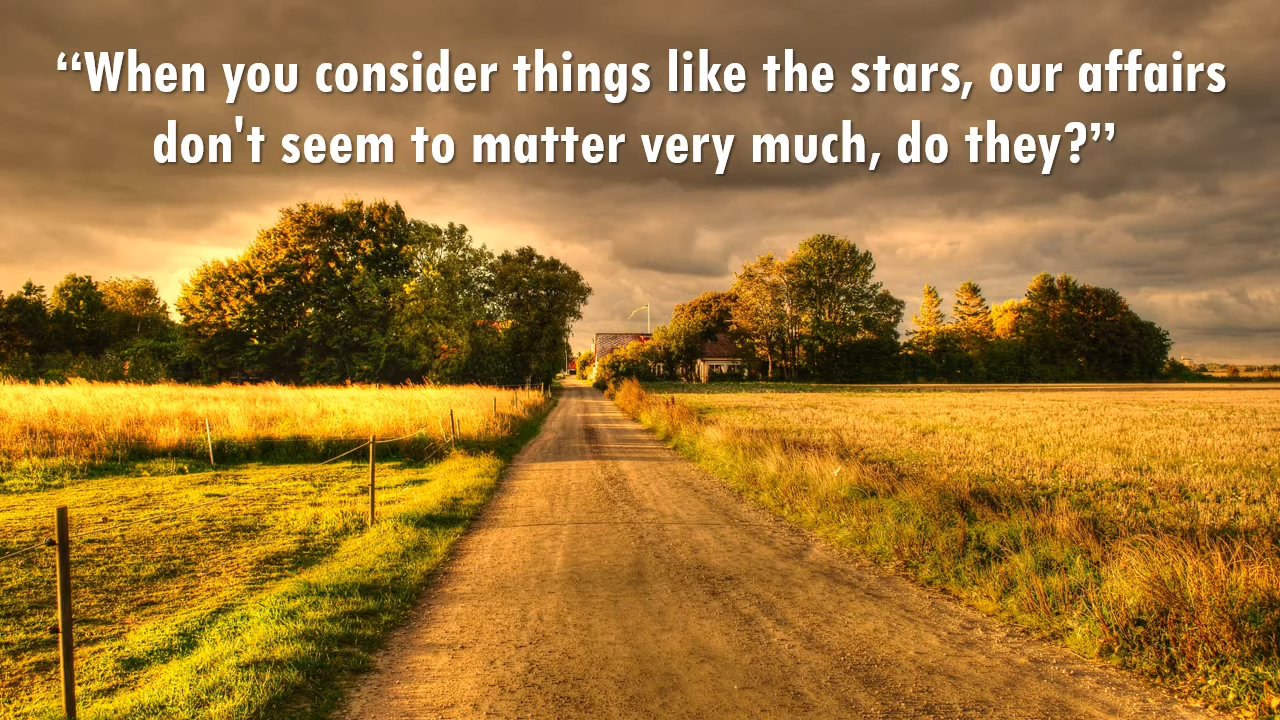 “When you consider things like the stars, our affairs
don't seem to matter very much, do they?”